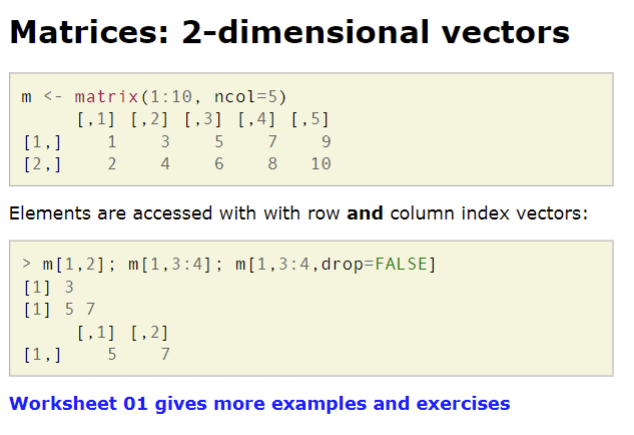 Matrices: 2-dimensional vectors
m <- matrix(1:10, ncol=5)
     [,1] [,2] [,3] [,4] [,5]
[1,]    1    3    5    7    9
[2,]    2    4    6    8   10
Elements are accessed with with row and column index vectors:
> m[1,2]; m[1,3:4]; m[1,3:4,drop=FALSE]
[1] 3
[1] 5 7
     [,1] [,2]
[1,]    5    7
Worksheet 01 gives more examples and exercises